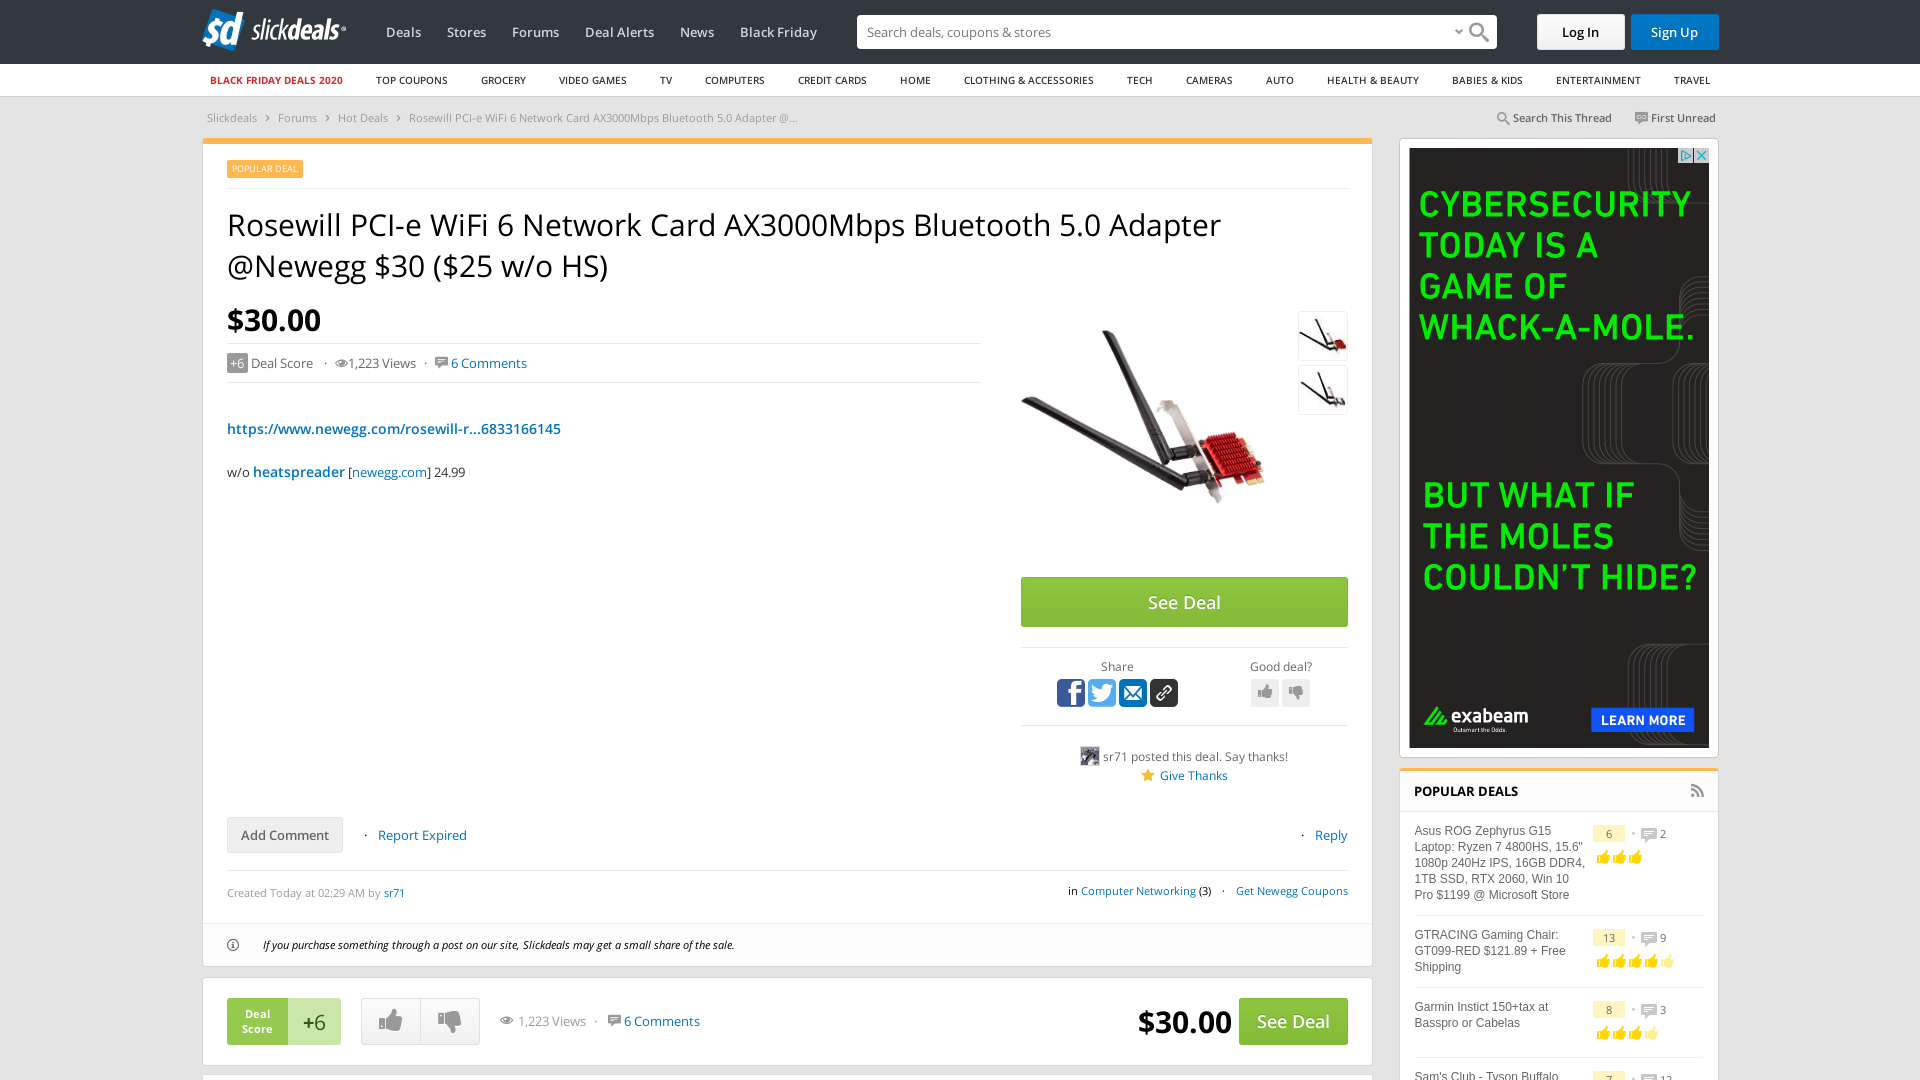 slickdeals
Deals Stores Forums Deal Alerts News Black Friday
Search deals, coupons & stores
Log In
Sign Up
BLACK FRIDAY DEALS 2020 TOP COUPONS GROCERY VIDEO GAMES TV COMPUTERS CREDIT CARDS HOME CLOTHING & ACCESSORIES TECH CAMERAS AUTO HEALTH & BEAUTY BABIES & KIDS ENTERTAINMENT TRAVEL
Slickdeals > Forums > Hot Deals > Rosewill PCI-e WiFi 6 Network Card AX3000Mbps Bluetooth 5.0 Adapter @...
Search This Thread
First Unread
POPULAR DEAL
Rosewill PCI-e WiFi 6 Network Card AX3000Mbps Bluetooth 5.0 Adapter
@Newegg $30 ($25 w/o HS)
$30.00
+6 Deal Score · 1,223 Views · 6 Comments
https://www.newegg.com/rosewill-r...6833166145
w/o heatspreader [newegg.com] 24.99
See Deal
Share
Good deal?
sr71 posted this deal. Say thanks!
Give Thanks
Add Comment · Report Expired
· Reply
Created Today at 02:29 AM by sr71
in Computer Networking (3) · Get Newegg Coupons
If you purchase something through a post on our site, Slickdeals may get a small share of the sale.
Deal
Score
+6
1,223 Views · 6 Comments
$30.00
See Deal
CYBERSECURITY
TODAY IS A
GAME OF
WHACK-A-MOLE.
BUT WHAT IF
THE MOLES
COULDN'T HIDE?
exabeam
Outsmart the Odds.
LEARN MORE
POPULAR DEALS
Asus ROG Zephyrus G15
Laptop: Ryzen 7 4800HS, 15.6"
1080p 240Hz IPS, 16GB DDR4,
1TB SSD, RTX 2060, Win 10
Pro $1199 @ Microsoft Store
6 • 2
GTRACING Gaming Chair:
GT099-RED $121.89 + Free
Shipping
13 • 9
Garmin Instict 150+tax at
Basspro or Cabelas
8 • 3
Sam's Club - Tyson Buffalo
7 • 12